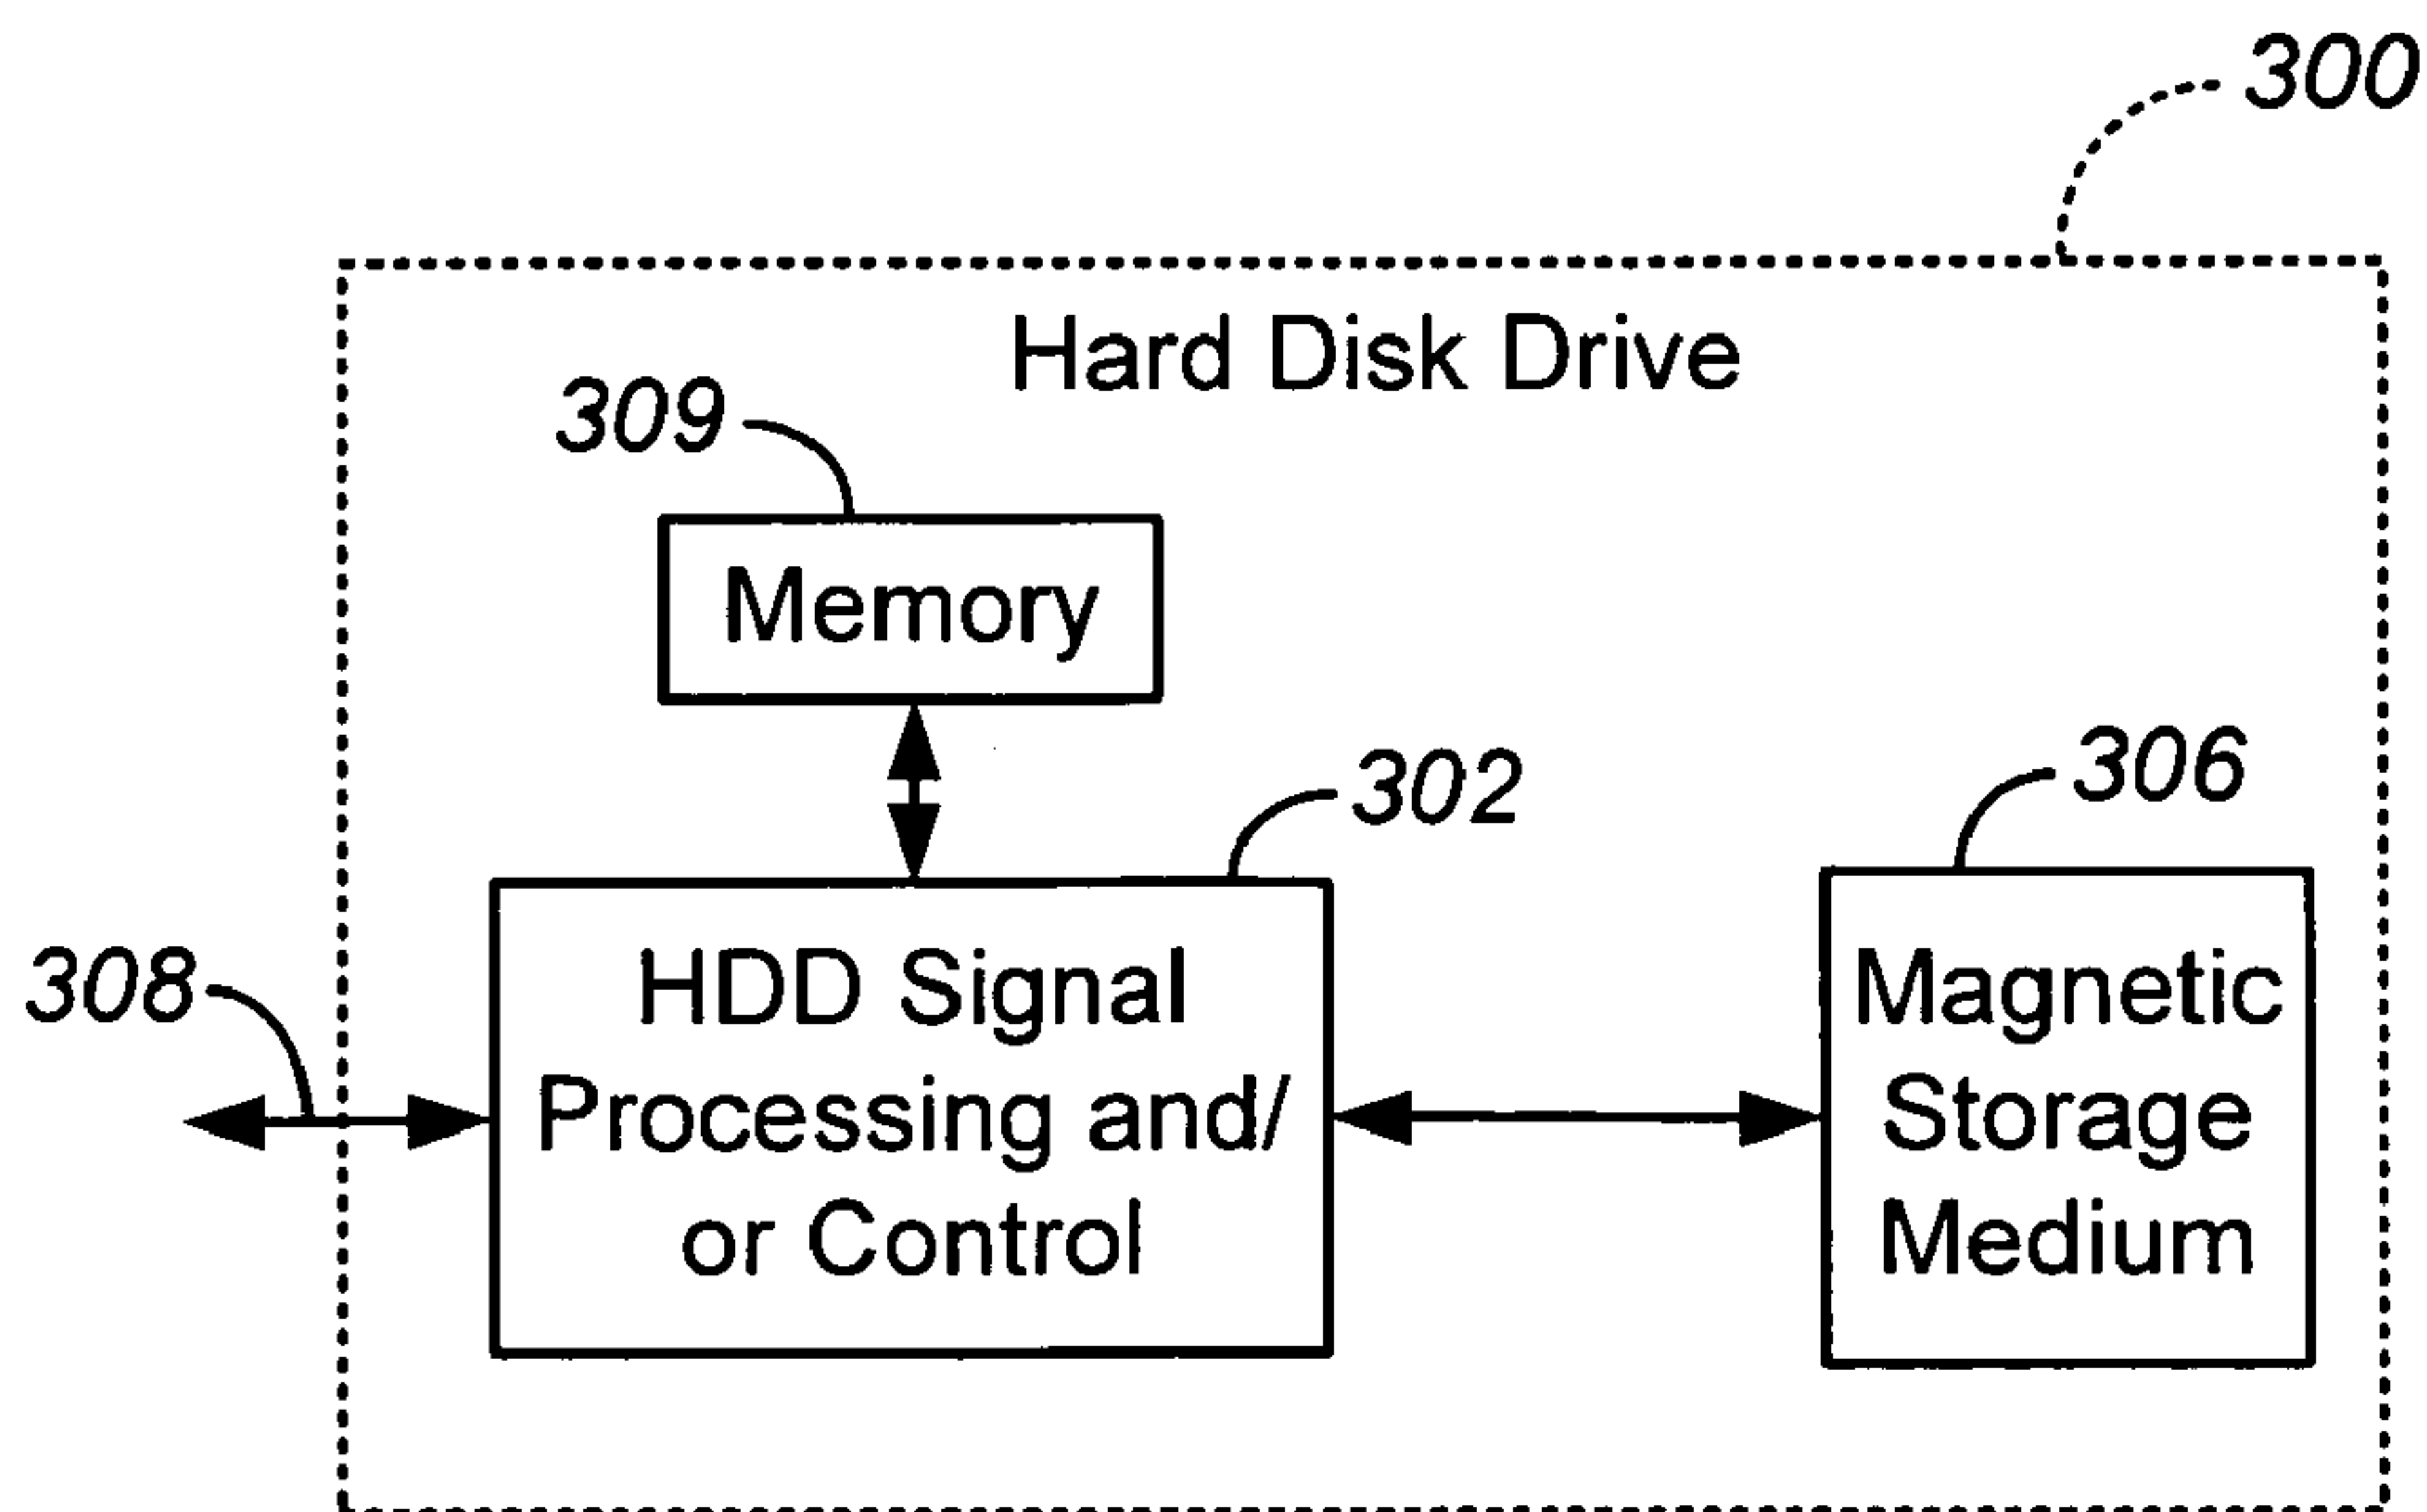 300
Hard Disk Drive
309
Memory
302
306
308
HDD Signal
Processing and/
or Control
Magnetic
Storage
Medium